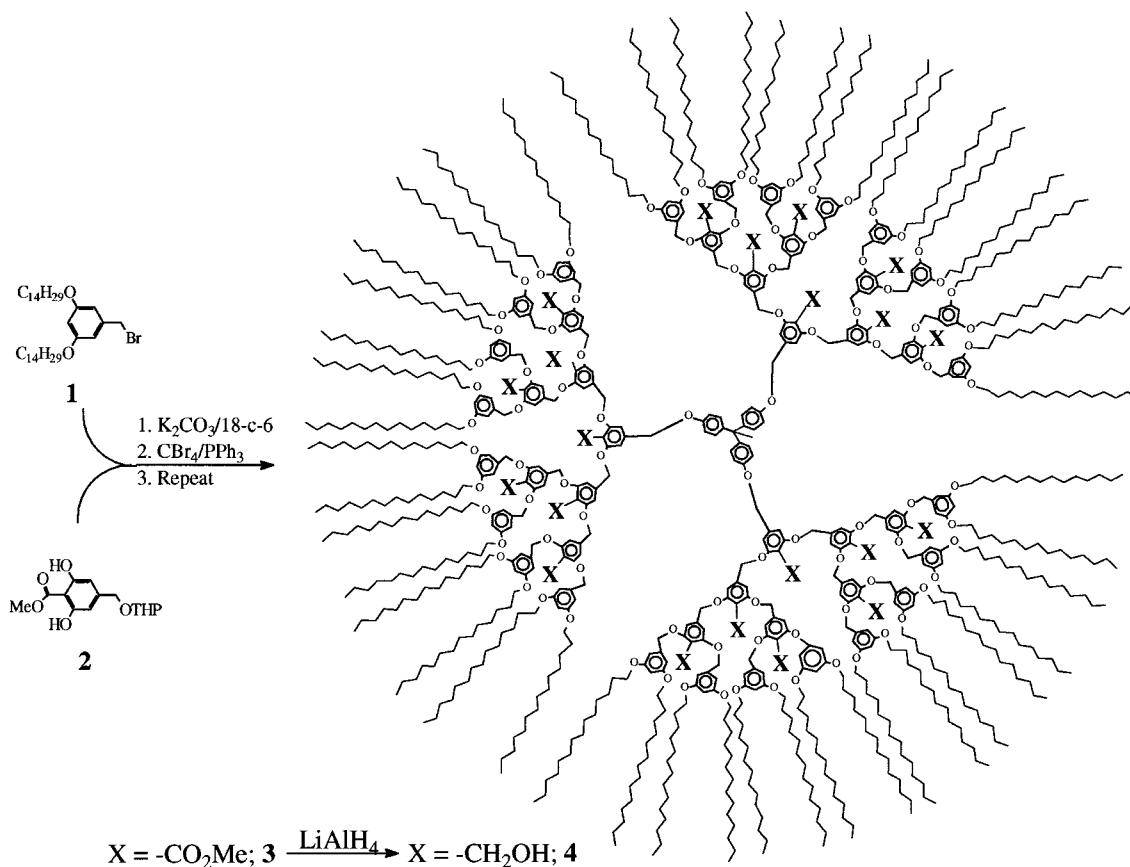 C14H29O
C14H29O
Br
1
1. K2CO3/18-c-6
2. CBr4/PPh3
3. Repeat
HO
O
MeO
HO
OTHP
2
X = -CO2Me; 3 LiAlH4 X = -CH2OH; 4